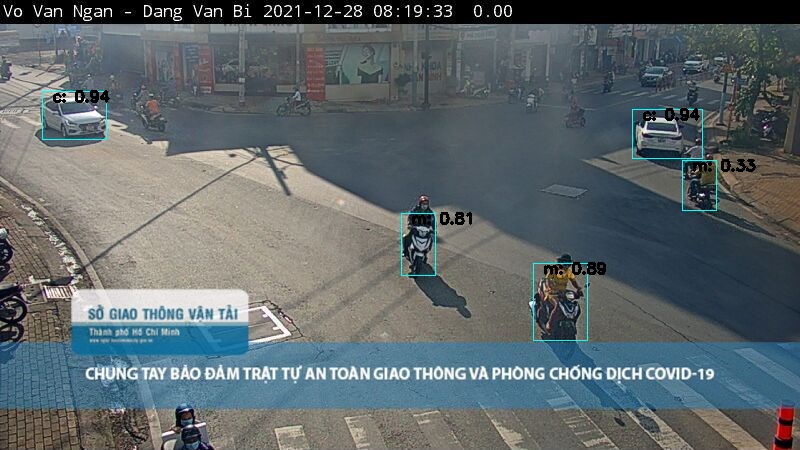 Vo Van Ngan - Dang Van Bi 2021-12-28 08:19:33  0.00
c: 0.94
c: 0.94
m: 0.33
m: 0.81
m: 0.89
SỞ GIAO THÔNG VẬN TẢI
Thành phố Hồ Chí Minh
CHUNG TAY BẢO ĐẢM TRẬT TỰ AN TOÀN GIAO THÔNG VÀ PHÒNG CHỐNG DỊCH COVID-19